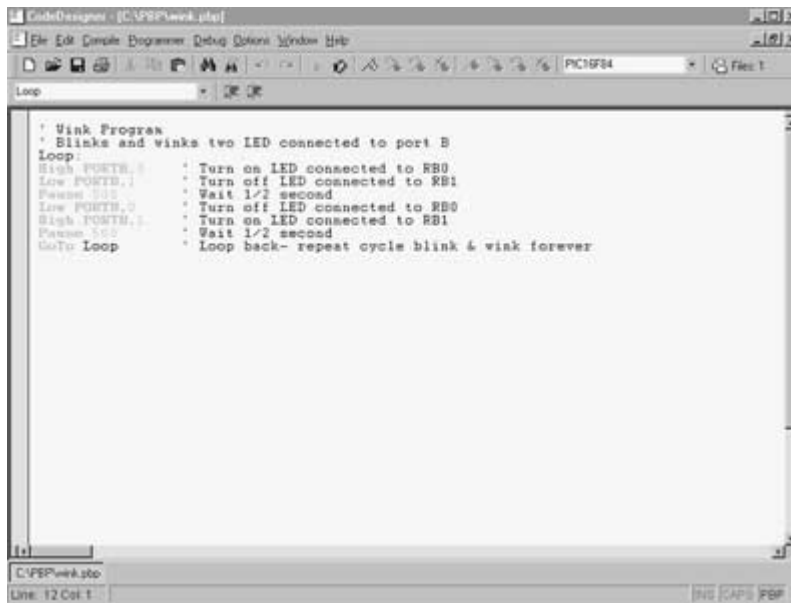 CodeDesigner - [C:\PBP\wink.pbp]
File Edit Compile Programmer Debug Options Window Help
PIC16F84 Files: 1
Loop
' Wink Program
' Blinks and winks two LED connected to port B
Loop:
High PORTB,0 ' Turn on LED connected to RB0
Low PORTB,1 ' Turn off LED connected to RB1
Pause 500 ' Wait 1/2 second
Low PORTB,0 ' Turn off LED connected to RB0
High PORTB,1 ' Turn on LED connected to RB1
Pause 500 ' Wait 1/2 second
GoTo Loop ' Loop back- repeat cycle blink & wink forever
C:\PBP\wink.pbp
Line: 12 Col: 1 INS CAPS PBP